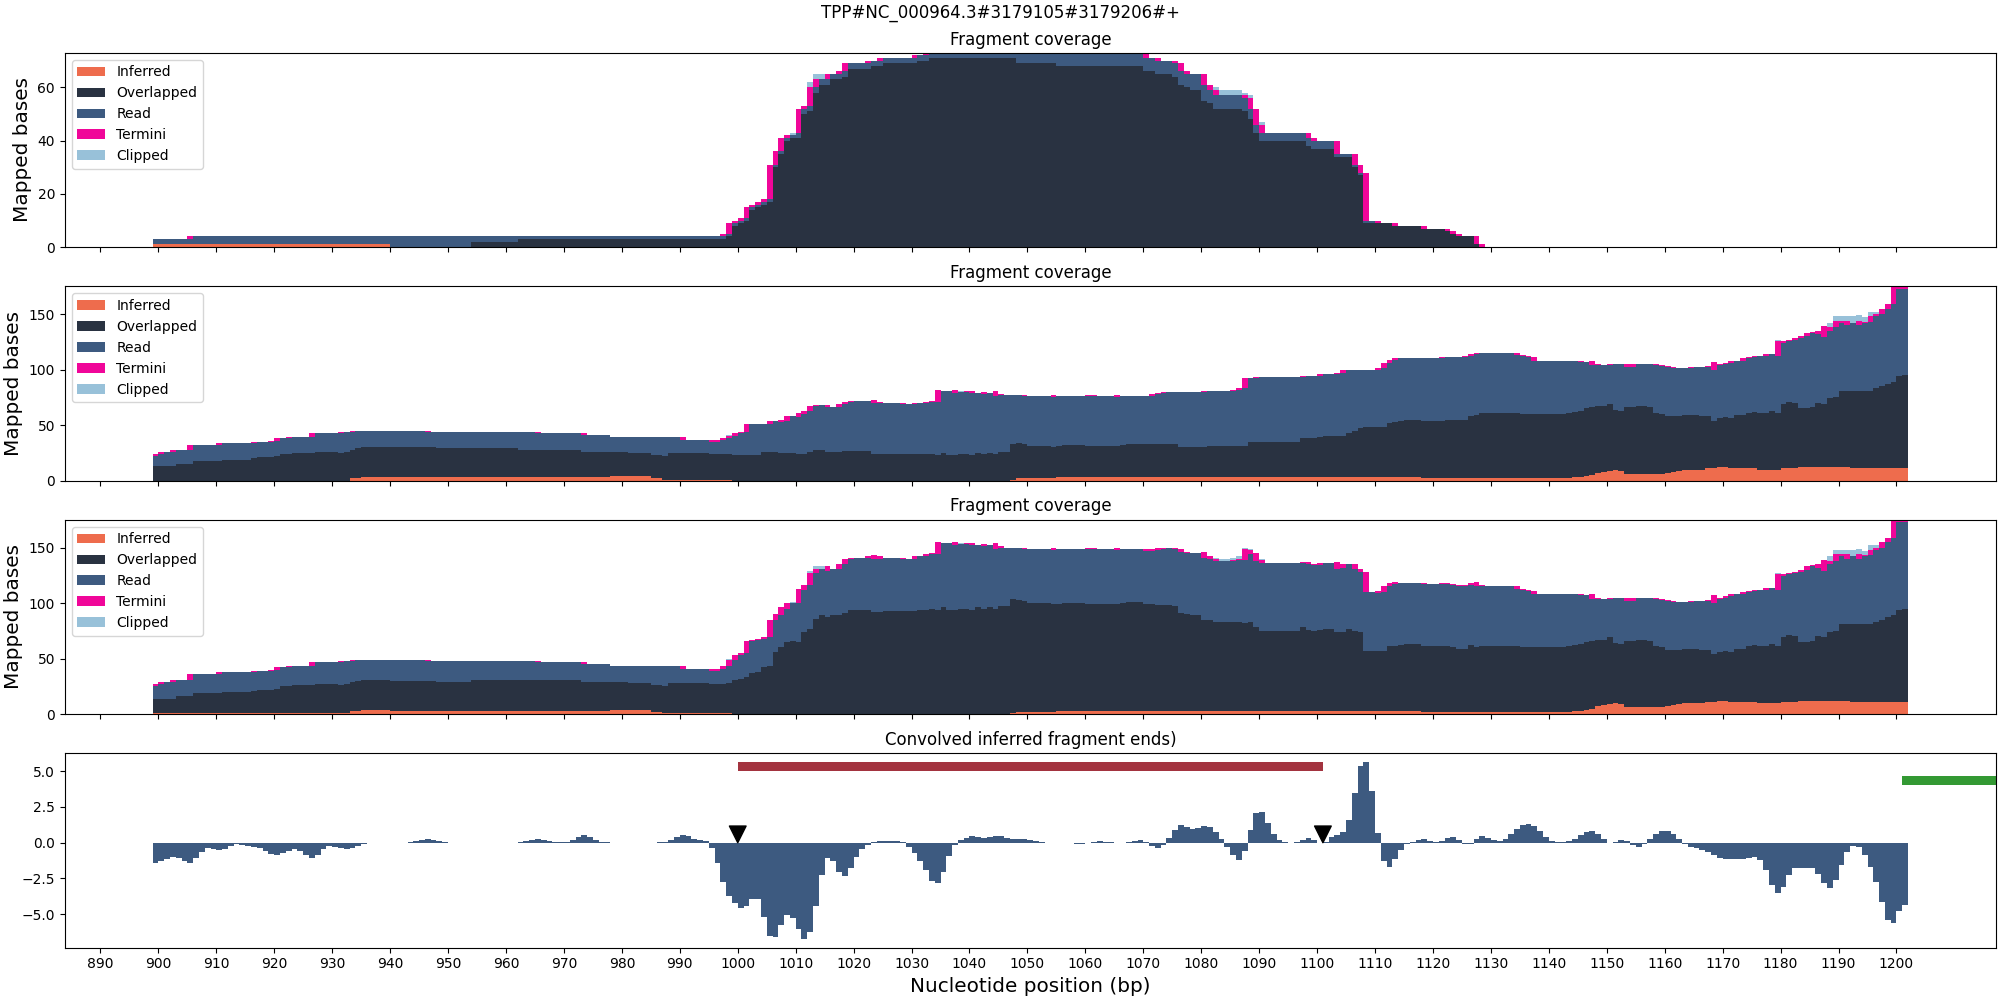 TPP#NC_000964.3#3179105#3179206#+
Fragment coverage
Mapped bases
60
40
20
0
Inferred
Overlapped
Read
Termini
Clipped
Fragment coverage
Mapped bases
150
100
50
0
Inferred
Overlapped
Read
Termini
Clipped
Fragment coverage
Mapped bases
150
100
50
0
Inferred
Overlapped
Read
Termini
Clipped
Convolved inferred fragment ends)
5.0
2.5
0.0
−2.5
−5.0
890 900 910 920 930 940 950 960 970 980 990 1000 1010 1020 1030 1040 1050 1060 1070 1080 1090 1100 1110 1120 1130 1140 1150 1160 1170 1180 1190 1200
Nucleotide position (bp)